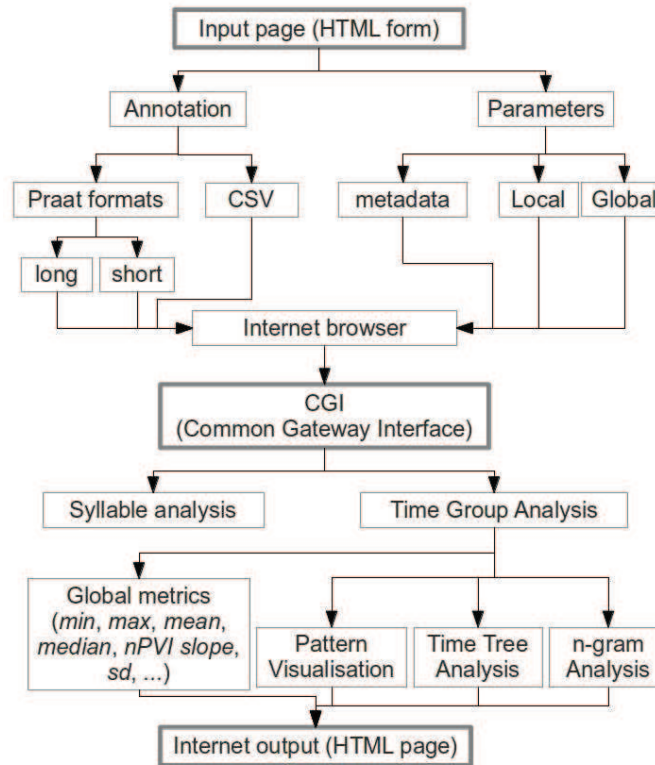 Input page (HTML form)
Annotation
Parameters
Praat formats
CSV
metadata
Local
Global
long
short
Internet browser
CGI
(Common Gateway Interface)
Syllable analysis
Time Group Analysis
Global metrics
(min, max, mean,
median, nPVI slope,
sd, ...)
Pattern
Visualisation
Time Tree
Analysis
n-gram
Analysis
Internet output (HTML page)